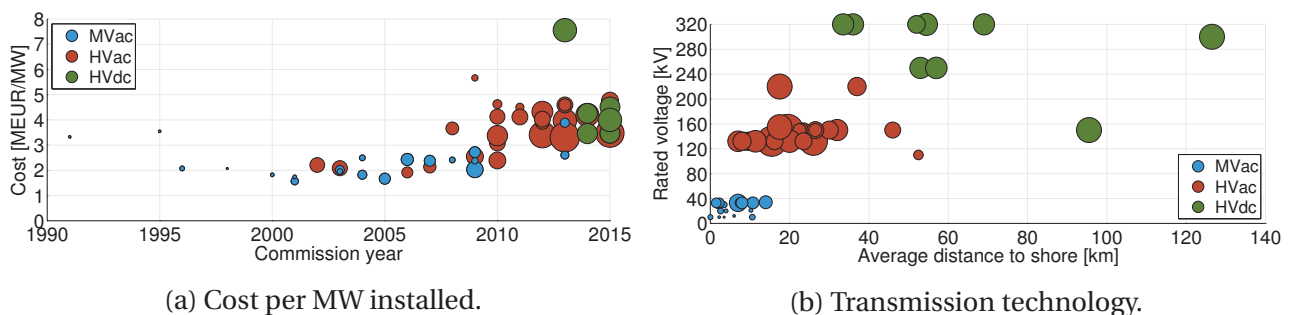 8
7
6
5
4
3
2
1
0
Cost [MEUR/MW]
MVac
HVac
HVdc
1990 1995 2000 2005 2010 2015
Commission year
(a) Cost per MW installed.
320
280
240
200
160
120
80
40
0
Rated voltage [kV]
MVac
HVac
HVdc
0 20 40 60 80 100 120 140
Average distance to shore [km]
(b) Transmission technology.